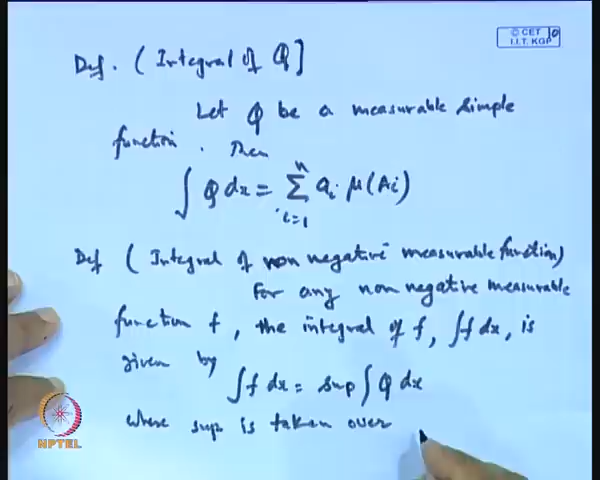 © CET
I.I.T. KGP
10
Def. (Integral of φ]
Let φ be a measurable simple
function. Then
∫ φ dx = Σ_{i=1}^{n} a_i μ(A_i)
Def (Integral of non negative measurable function)
For any non negative measurable
function f, the integral of f, ∫f dx, is
given by ∫f dx = sup ∫ φ dx
where sup is taken over
NPTEL